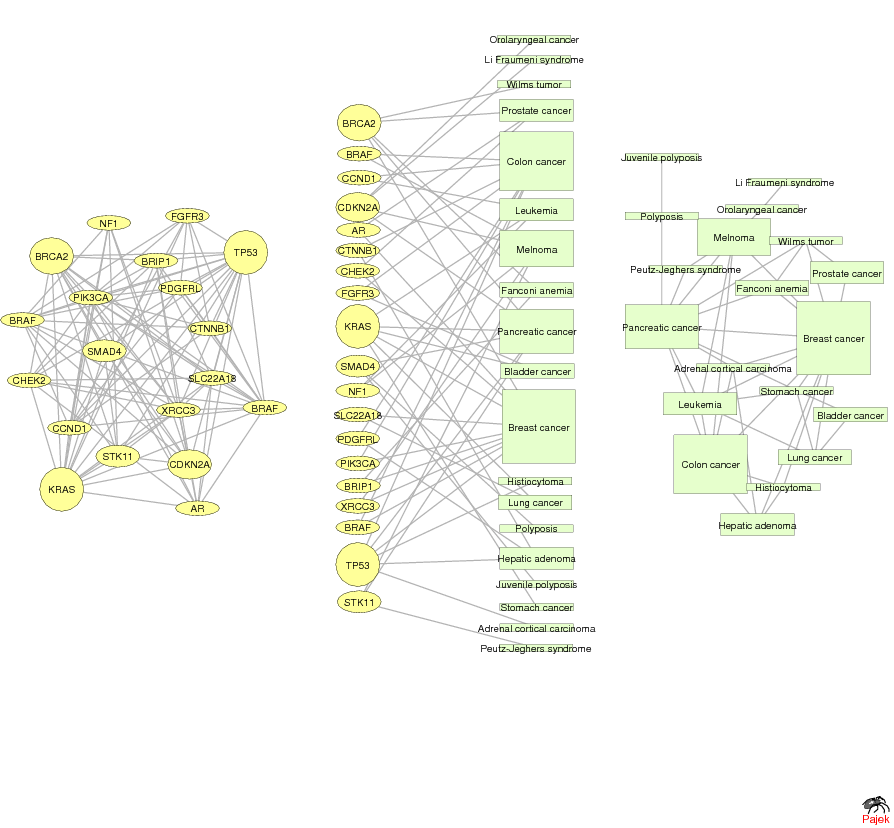 NF1
FGFR3
BRCA2
TP53
BRIP1
PDGFRL
PIK3CA
BRAF
CTNNB1
SMAD4
CHEK2
SLC22A18
XRCC3
BRAF
CCND1
STK11
CDKN2A
KRAS
AR
BRCA2
BRAF
CCND1
CDKN2A
AR
CTNNB1
CHEK2
FGFR3
KRAS
SMAD4
NF1
SLC22A18
PDGFRL
PIK3CA
BRIP1
XRCC3
BRAF
TP53
STK11
Orolaryngeal cancer
Li Fraumeni syndrome
Wilms tumor
Prostate cancer
Colon cancer
Leukemia
Melnoma
Fanconi anemia
Pancreatic cancer
Bladder cancer
Breast cancer
Histiocytoma
Lung cancer
Polyposis
Hepatic adenoma
Juvenile polyposis
Stomach cancer
Adrenal cortical carcinoma
Peutz-Jeghers syndrome
Juvenile polyposis
Li Fraumeni syndrome
Orolaryngeal cancer
Polyposis
Melnoma
Wilms tumor
Peutz-Jeghers syndrome
Prostate cancer
Fanconi anemia
Pancreatic cancer
Breast cancer
Adrenal cortical carcinoma
Stomach cancer
Leukemia
Bladder cancer
Lung cancer
Colon cancer
Histiocytoma
Hepatic adenoma
Pajek